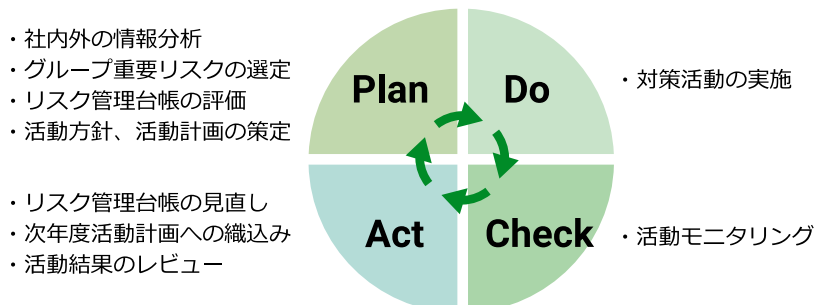 ・社内外の情報分析
・グループ重要リスクの選定
・リスク管理台帳の評価
・活動方針、活動計画の策定
Plan
Do
・対策活動の実施
・リスク管理台帳の見直し
・次年度活動計画への織込み
・活動結果のレビュー
Act
Check
・活動モニタリング